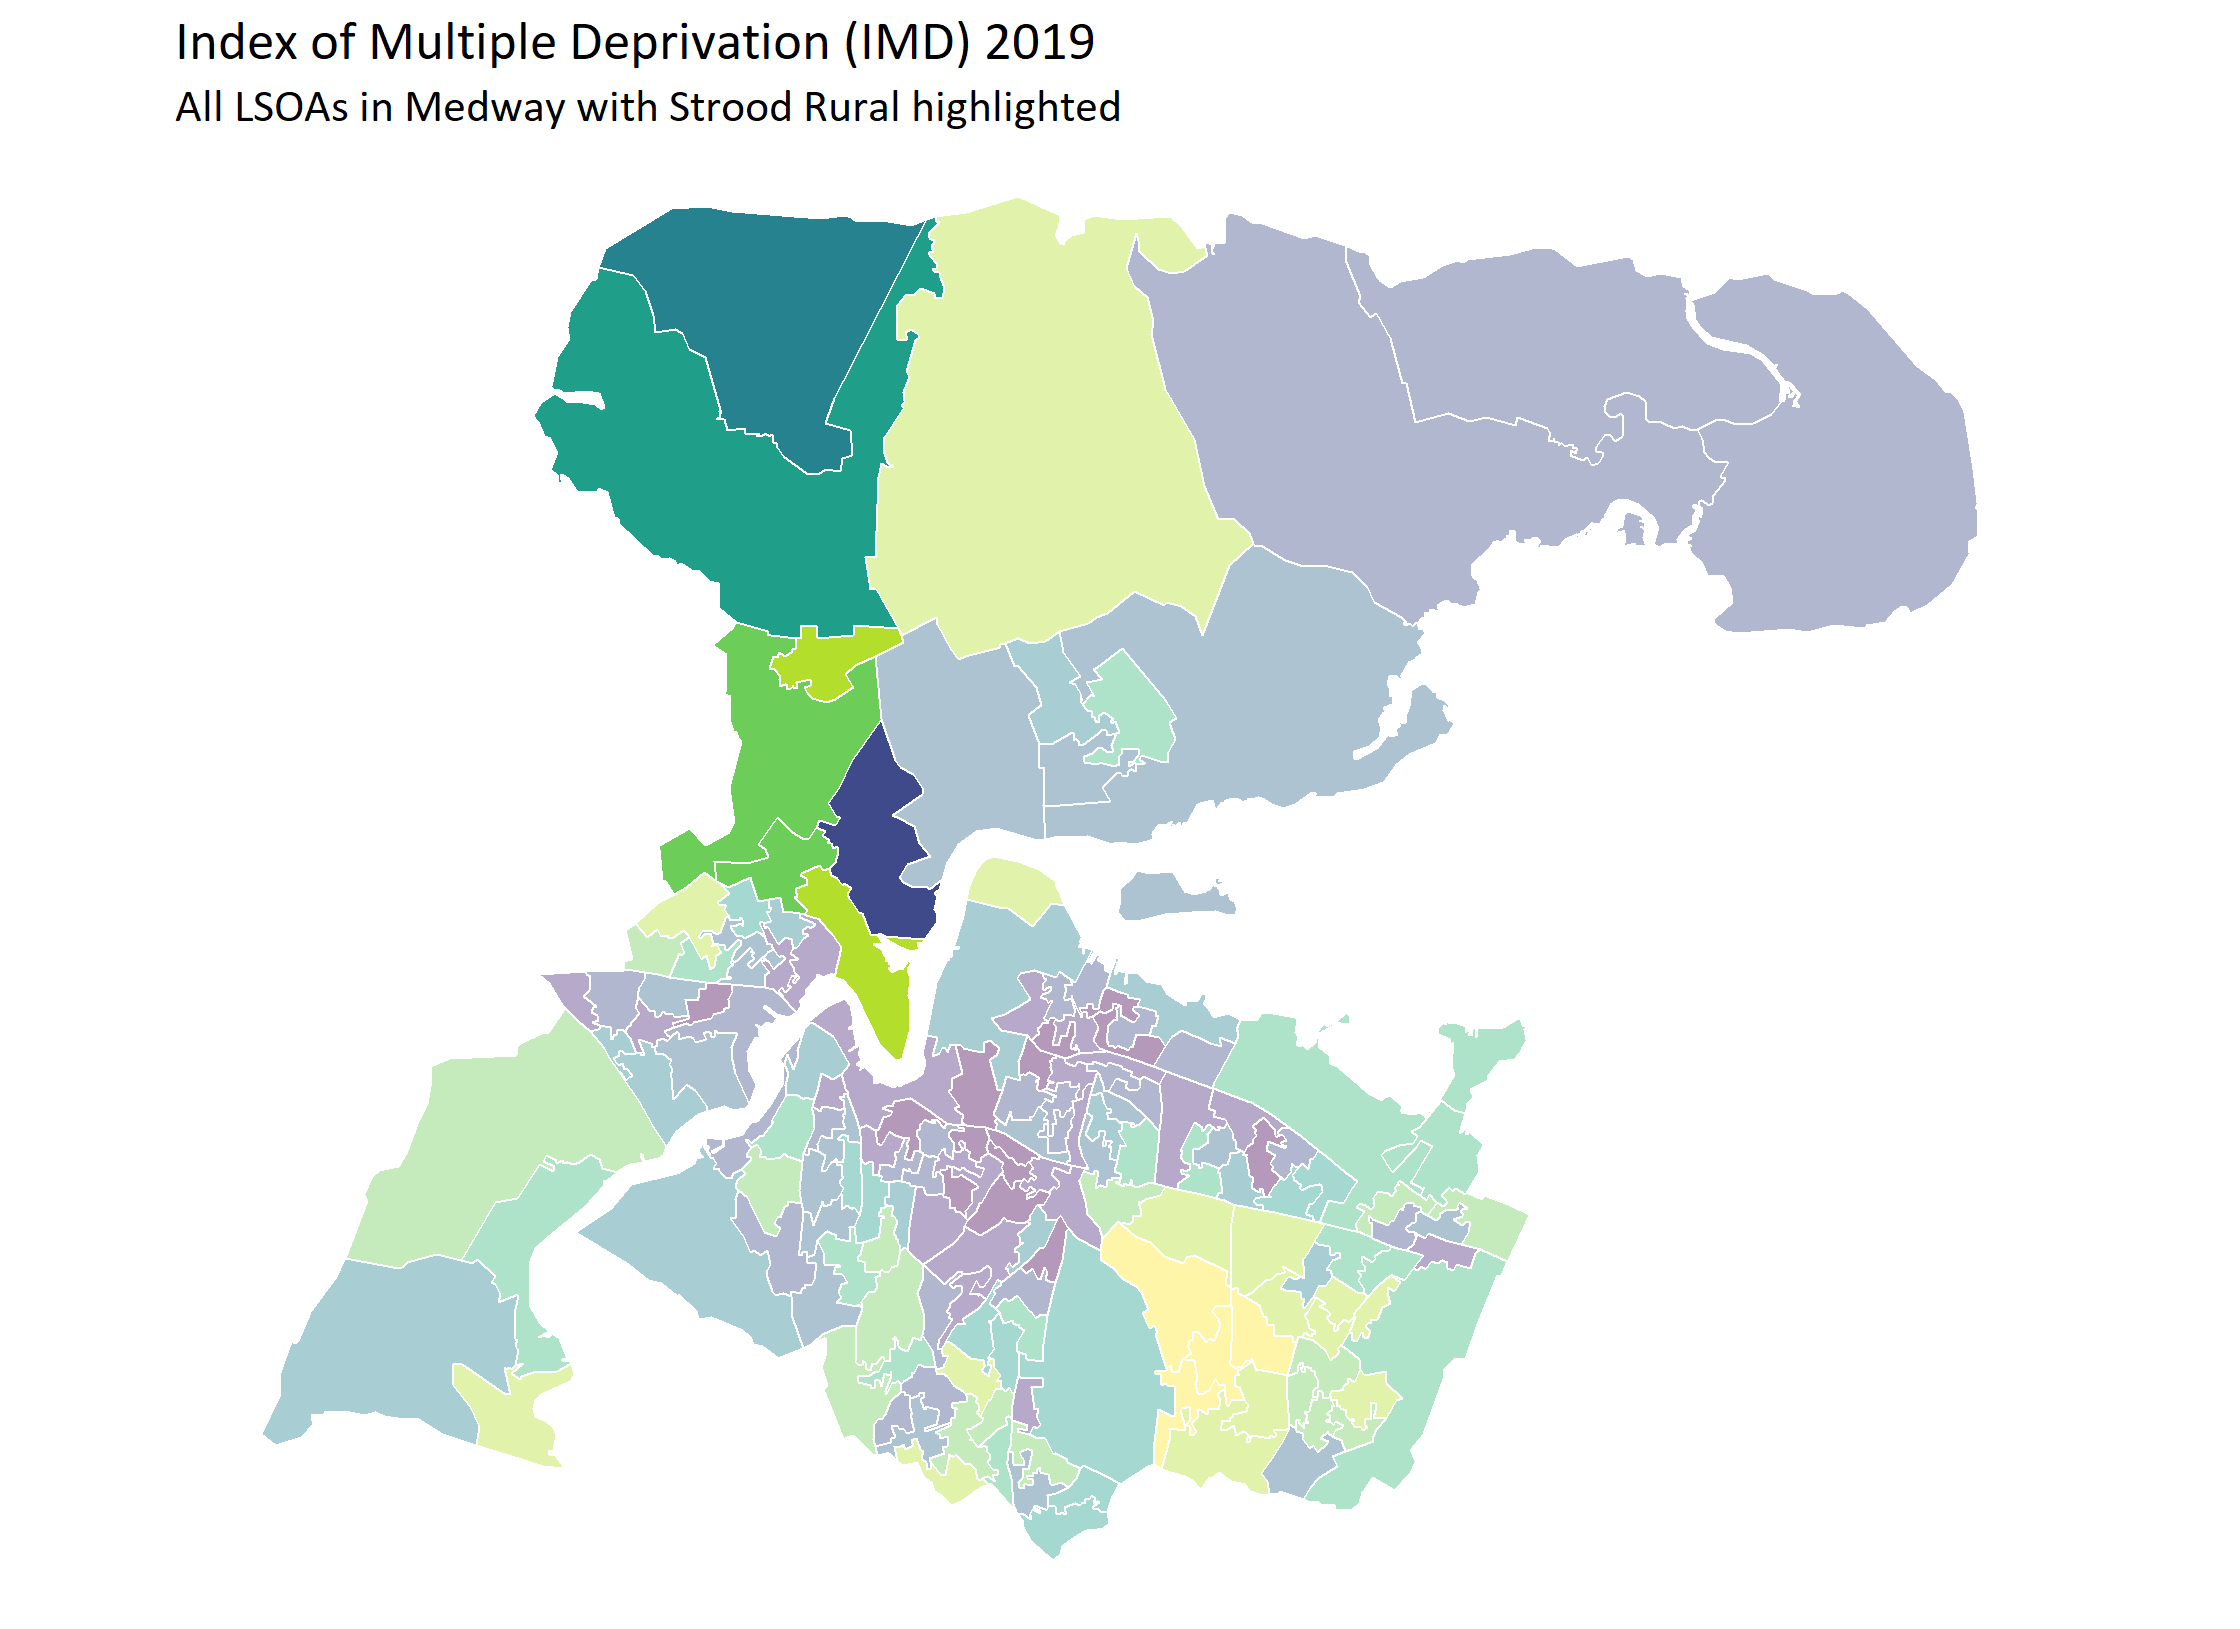 Index of Multiple Deprivation (IMD) 2019
All LSOAs in Medway with Strood Rural highlighted